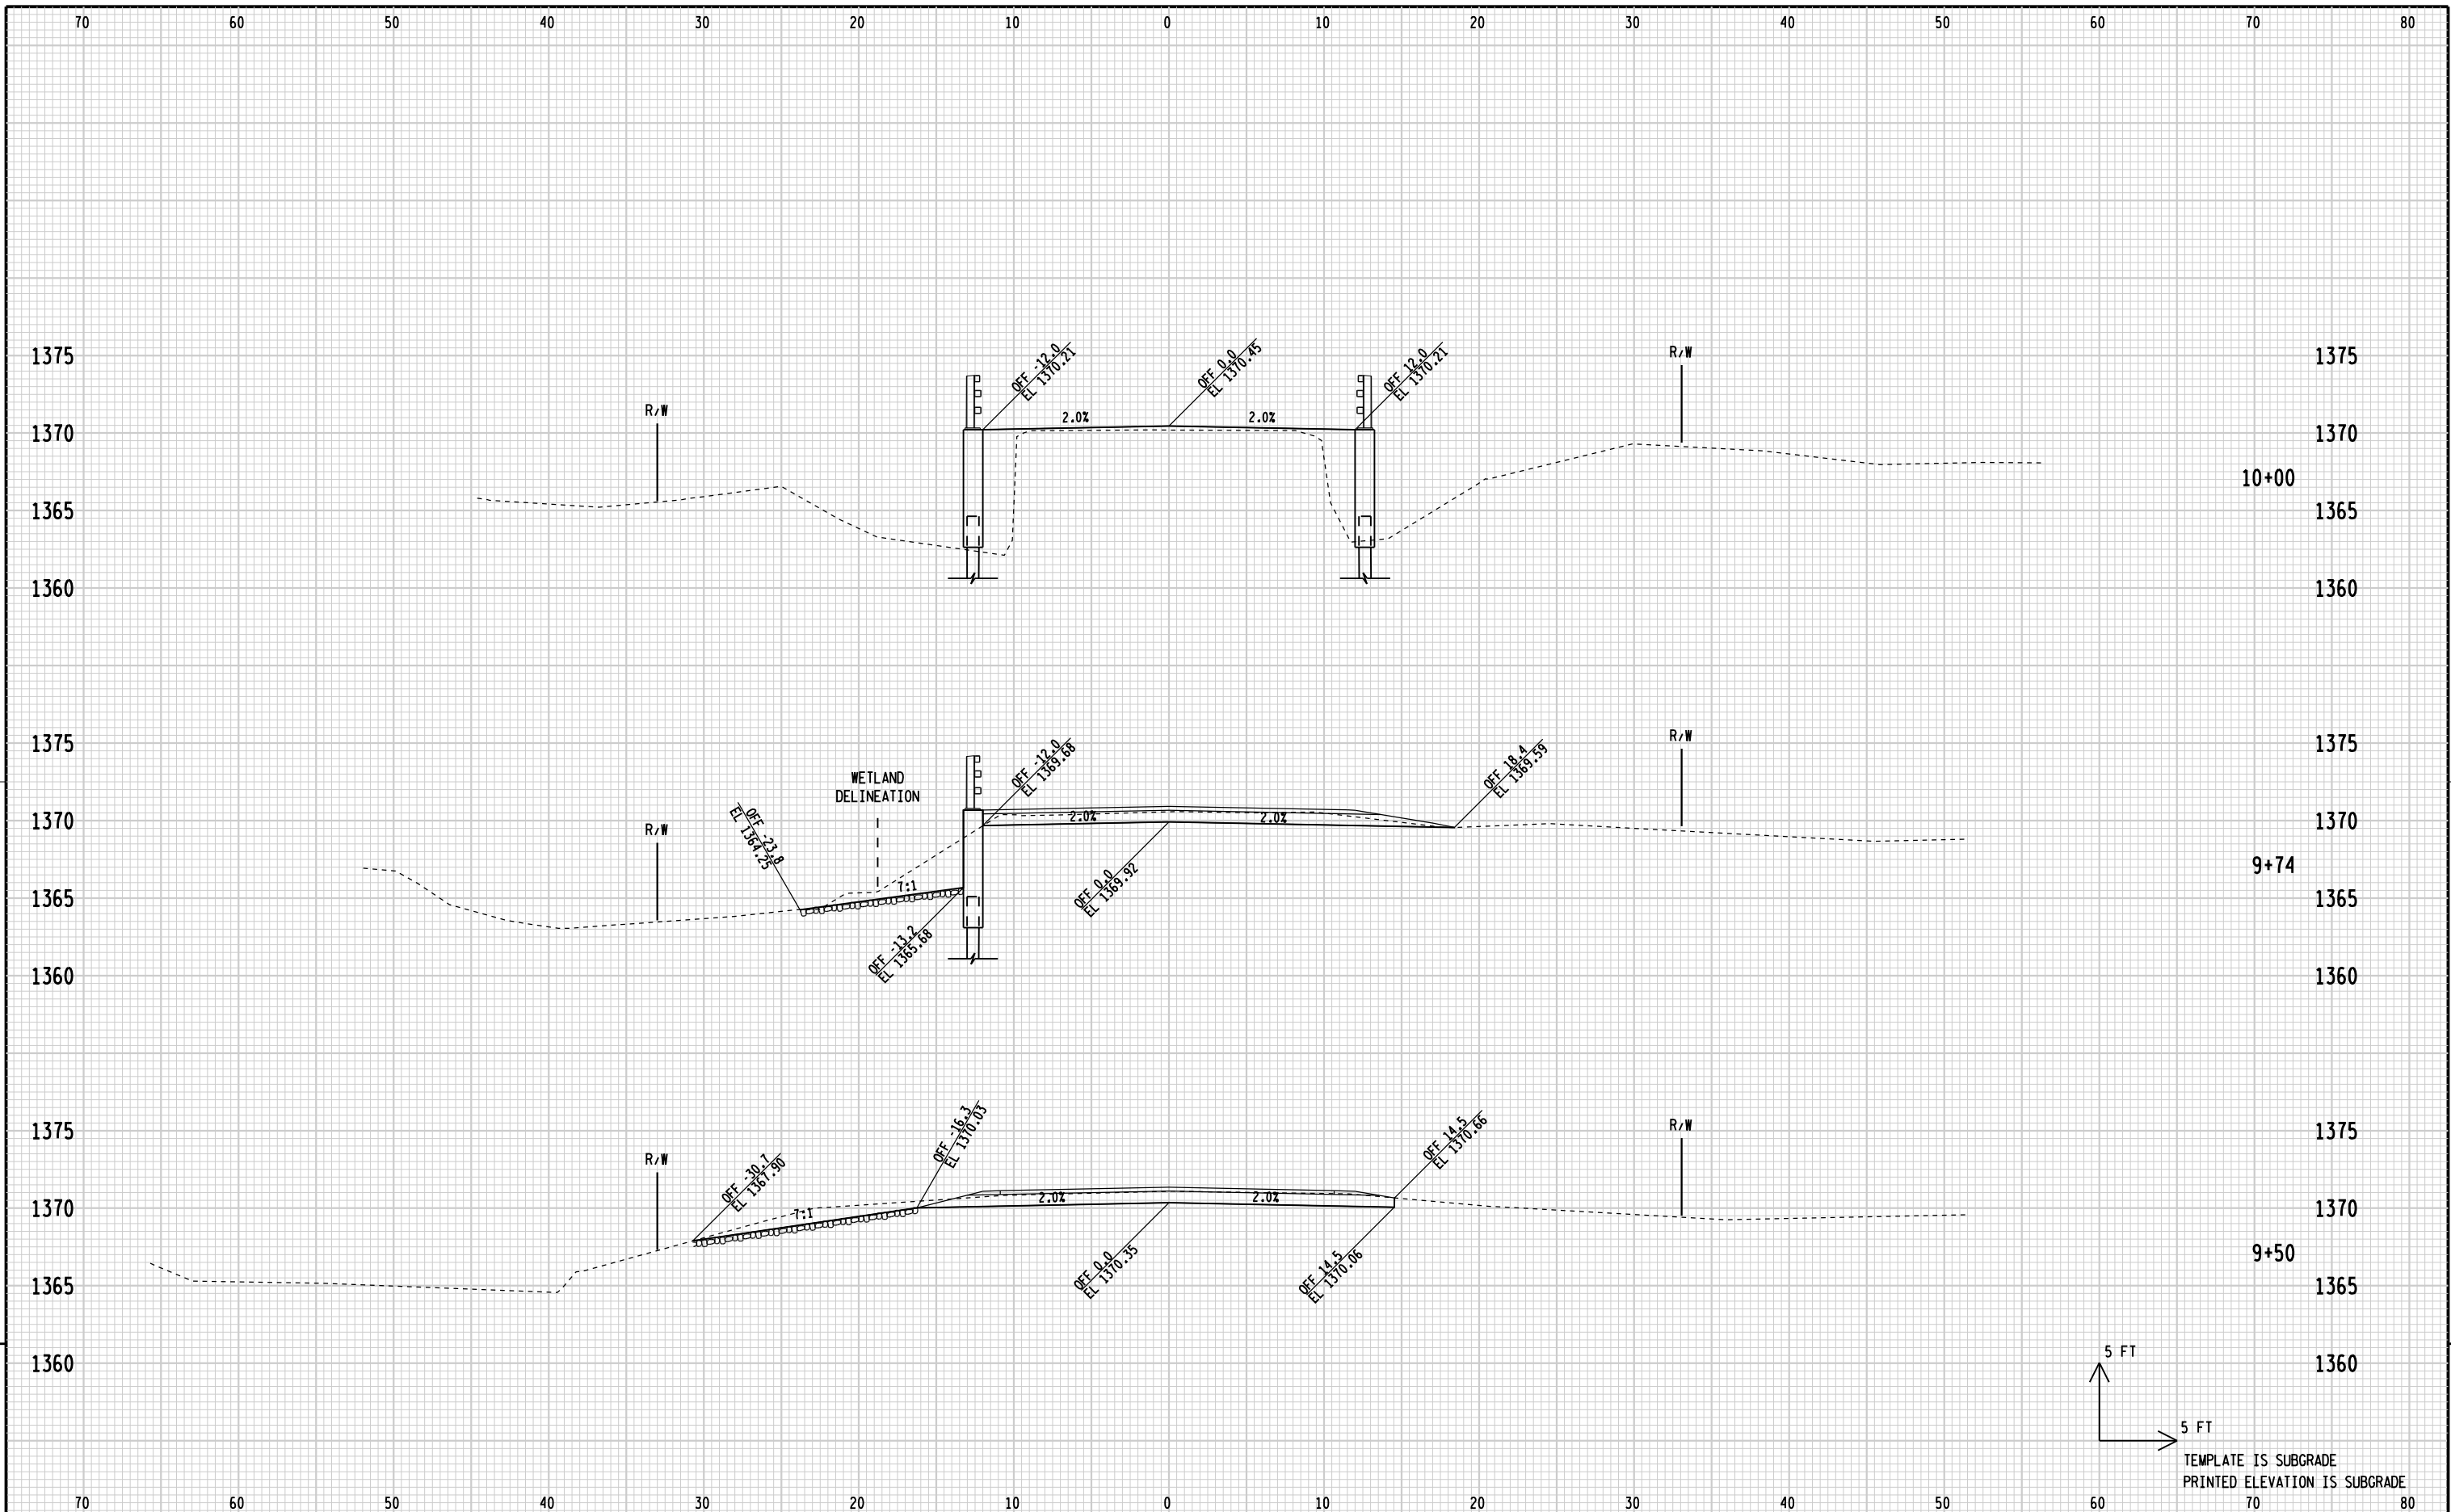 70 60 50 40 30 20 10 0 10 20 30 40 50 60 70 80
1375 1375
OFF -12.0
EL 1370.21
OFF 0.0
EL 1370.45
OFF 12.0
EL 1370.21
R/W
R/W
2.0% 2.0%
1370 1370
10+00
1365 1365
1360 1360
1375 1375
OFF -12.0
EL 1369.68
OFF 18.4
EL 1369.59
R/W
WETLAND
DELINEATION
OFF -23.8
EL 1364.25
R/W
2.0% 2.0%
1370 1370
9+74
7:1
OFF 0.0
EL 1369.92
1365 1365
OFF -13.2
EL 1365.68
1360 1360
1375 1375
OFF -16.3
EL 1370.03
OFF 14.5
EL 1370.66
R/W
R/W
OFF -30.7
EL 1367.90
2.0% 2.0%
7:1
1370 1370
9+50
OFF 0.0
EL 1370.35
OFF 14.5
EL 1370.06
1365 1365
1360 1360
5 FT
5 FT
TEMPLATE IS SUBGRADE
PRINTED ELEVATION IS SUBGRADE
70 60 50 40 30 20 10 0 10 20 30 40 50 60 70 80